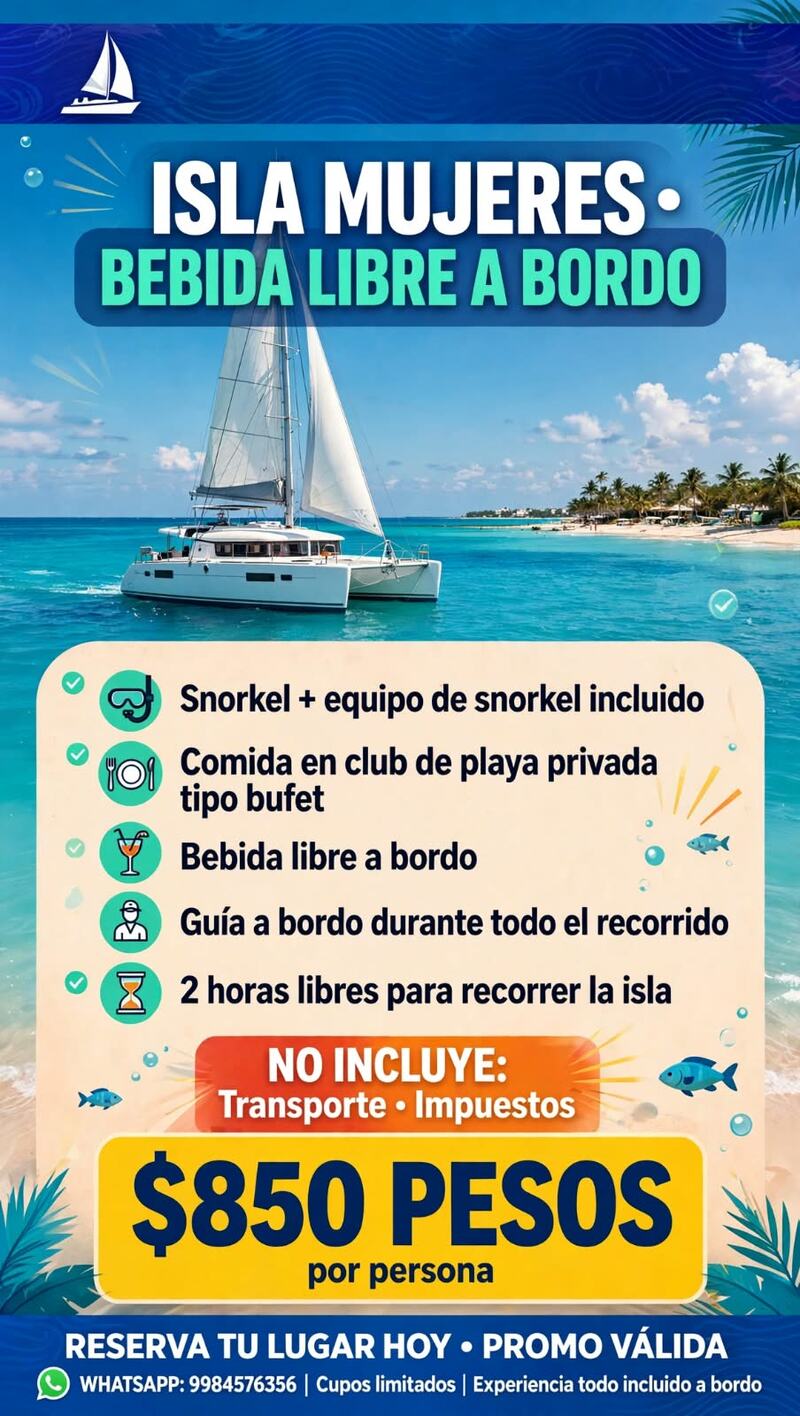 ISLA MUJERES •
BEBIDA LIBRE A BORDO
Snorkel + equipo de snorkel incluido
Comida en club de playa privada
tipo bufet
Bebida libre a bordo
Guía a bordo durante todo el recorrido
2 horas libres para recorrer la isla
NO INCLUYE:
Transporte • Impuestos
$850 PESOS
por persona
RESERVA TU LUGAR HOY • PROMO VÁLIDA
WHATSAPP: 9984576356 | Cupos limitados | Experiencia todo incluido a bordo